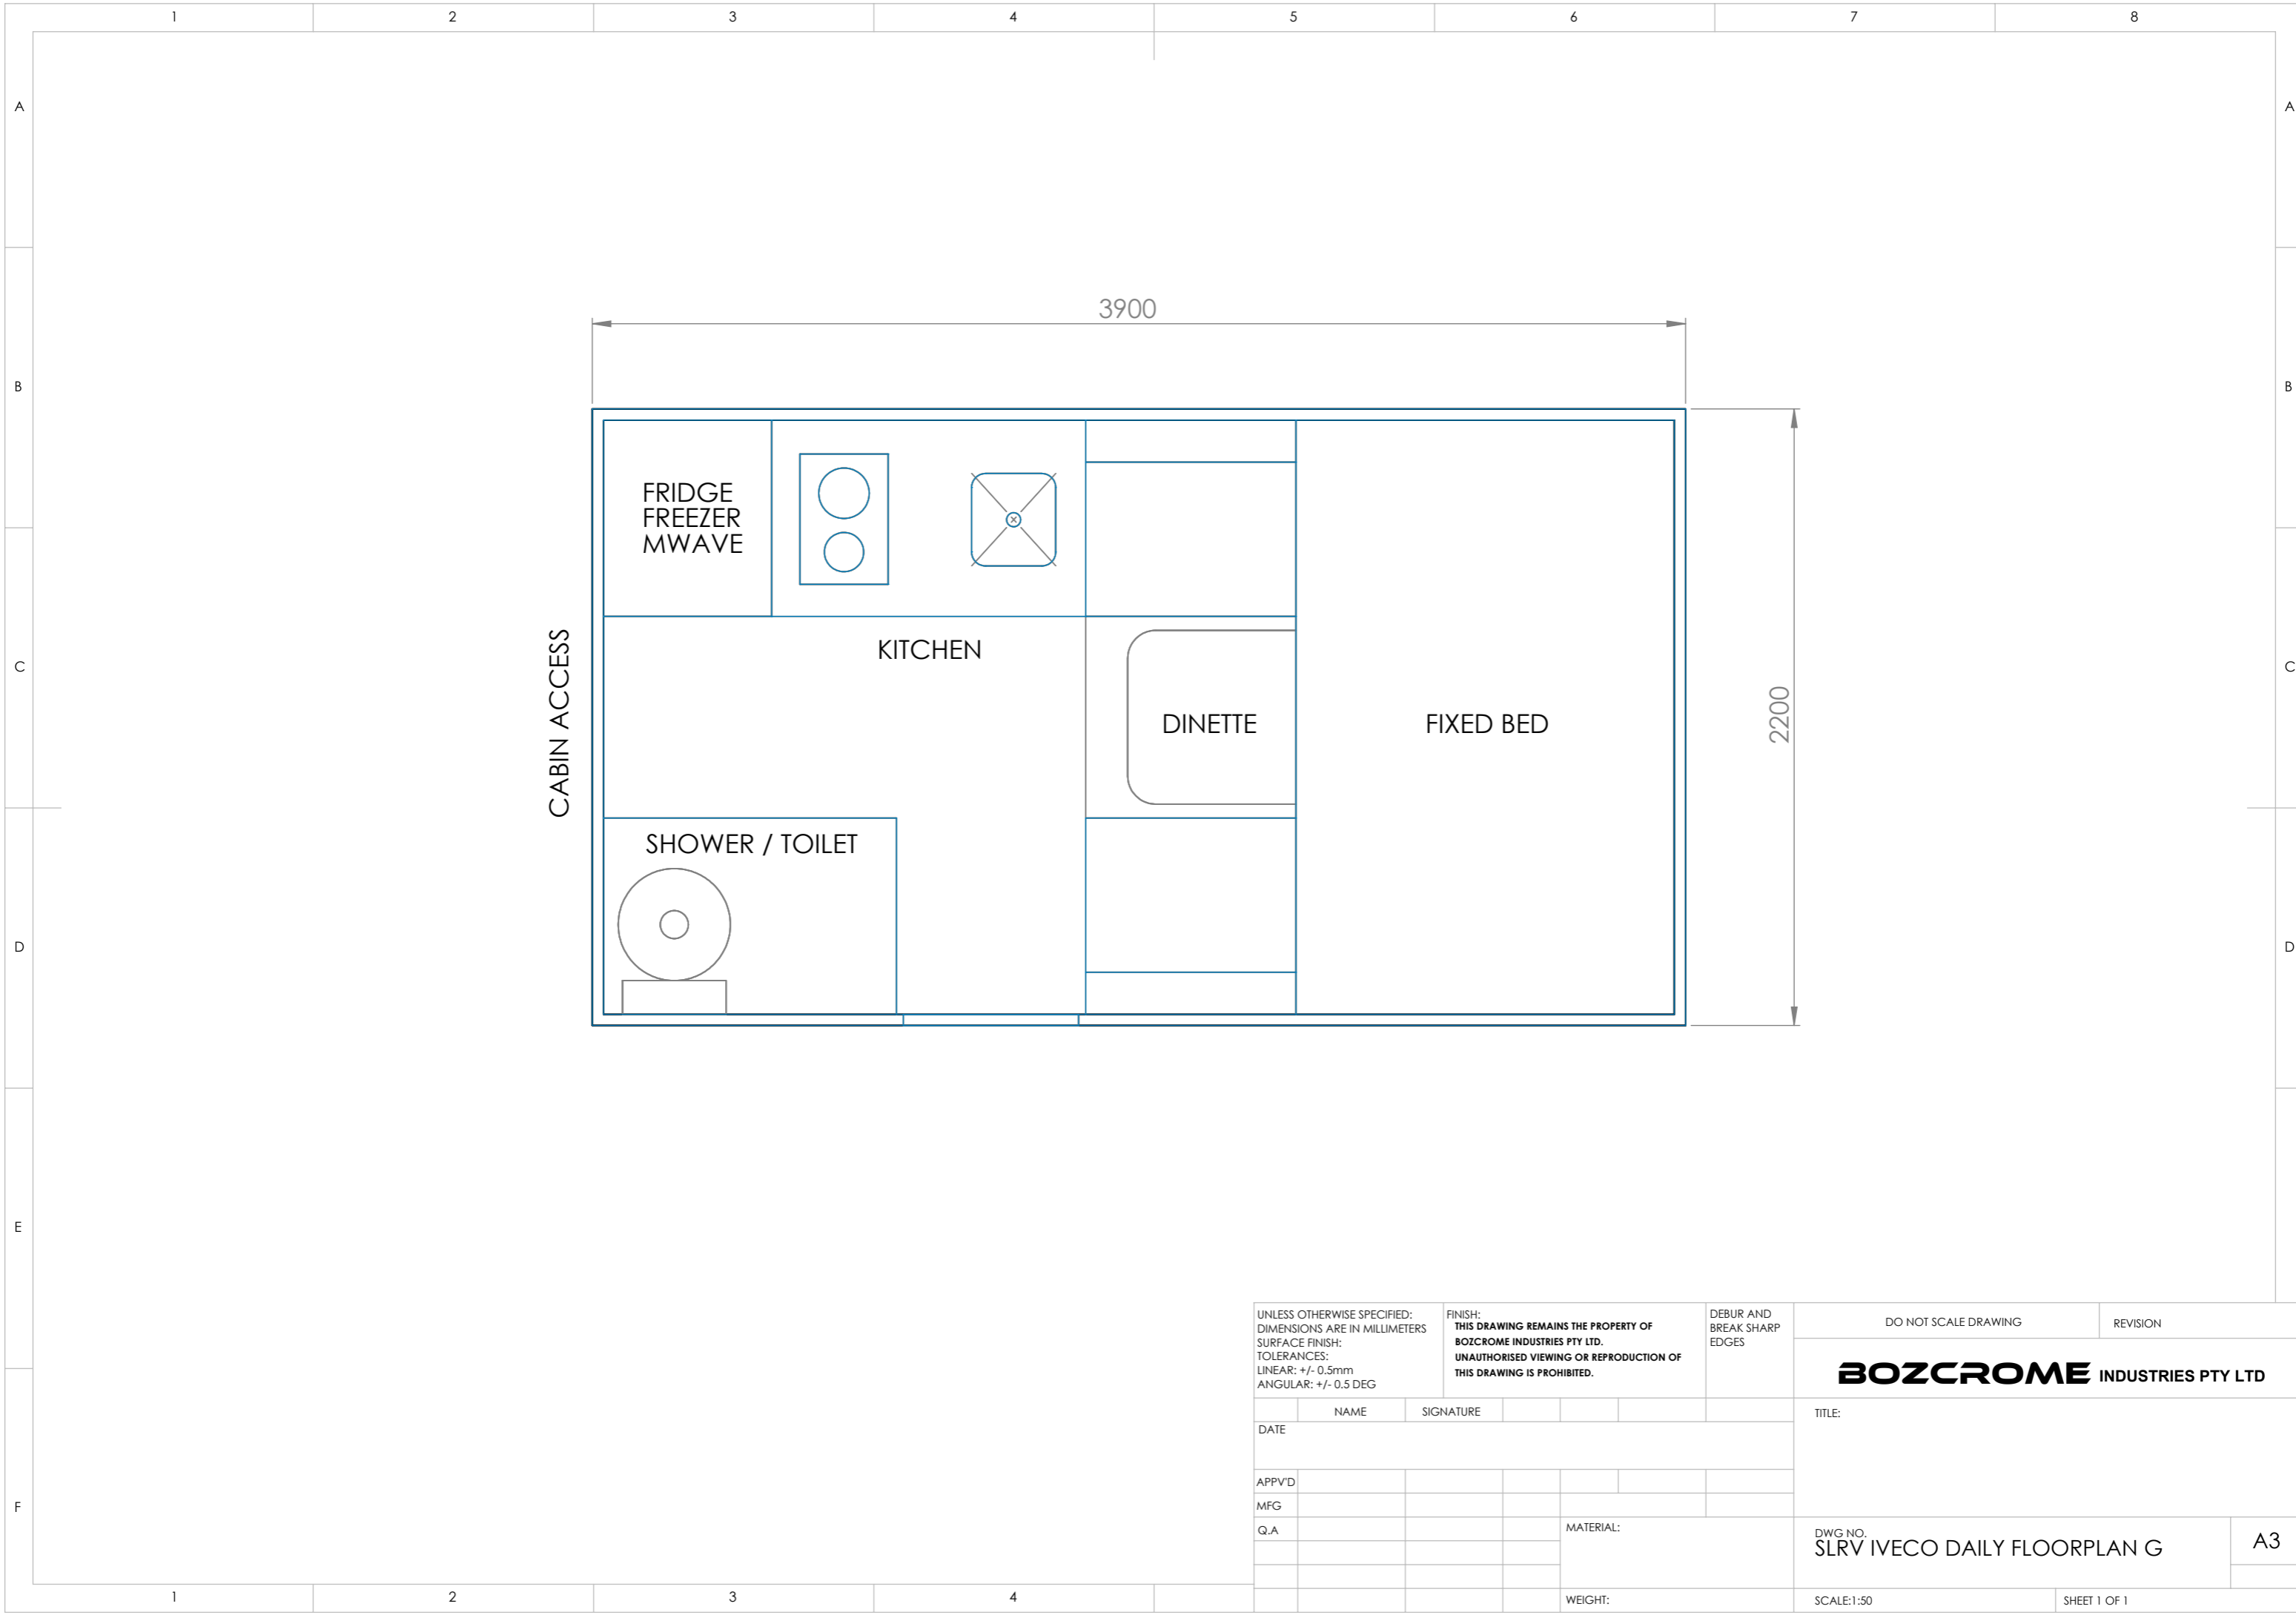 1 2 3 4 5 6 7 8
A A
3900
B B
FRIDGE
FREEZER
MWAVE
KITCHEN
CABIN ACCESS
C C
DINETTE
FIXED BED
2200
SHOWER / TOILET
D D
E E
UNLESS OTHERWISE SPECIFIED:
DIMENSIONS ARE IN MILLIMETERS
SURFACE FINISH:
TOLERANCES:
LINEAR: +/- 0.5mm
ANGULAR: +/- 0.5 DEG
FINISH:
THIS DRAWING REMAINS THE PROPERTY OF
BOZCROME INDUSTRIES PTY LTD.
UNAUTHORISED VIEWING OR REPRODUCTION OF
THIS DRAWING IS PROHIBITED.
DEBUR AND
BREAK SHARP
EDGES
DO NOT SCALE DRAWING
REVISION
BOZCROME INDUSTRIES PTY LTD
NAME SIGNATURE
DATE
TITLE:
APPV'D
MFG
F
Q.A
MATERIAL:
DWG NO.
SLRV IVECO DAILY FLOORPLAN G
A3
WEIGHT:
SCALE:1:50
SHEET 1 OF 1
1 2 3 4